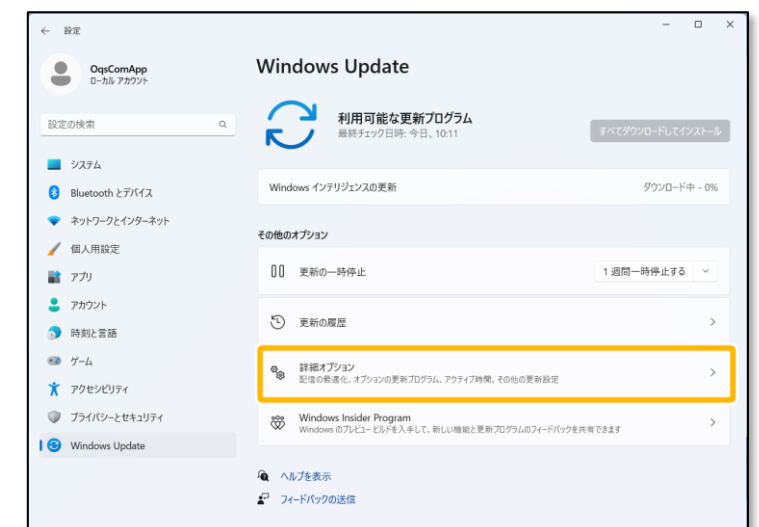 設定
OqsComApp
ローカル アカウント
設定の検索
システム
Bluetooth とデバイス
ネットワークとインターネット
個人用設定
アプリ
アカウント
時刻と言語
ゲーム
アクセシビリティ
プライバシーとセキュリティ
Windows Update
Windows Update
利用可能な更新プログラム
最終チェック日時: 今日、10:11
すべてダウンロードしてインストール
Windows インテリジェンスの更新
ダウンロード中 - 0%
その他のオプション
更新の一時停止
1 週間一時停止する
更新の履歴
詳細オプション
配信の最適化、オプションの更新プログラム、アクティブ時間、その他の更新設定
Windows Insider Program
Windows のプレビュー ビルドを入手して、新しい機能と更新プログラムのフィードバックを共有できます
ヘルプを表示
フィードバックの送信